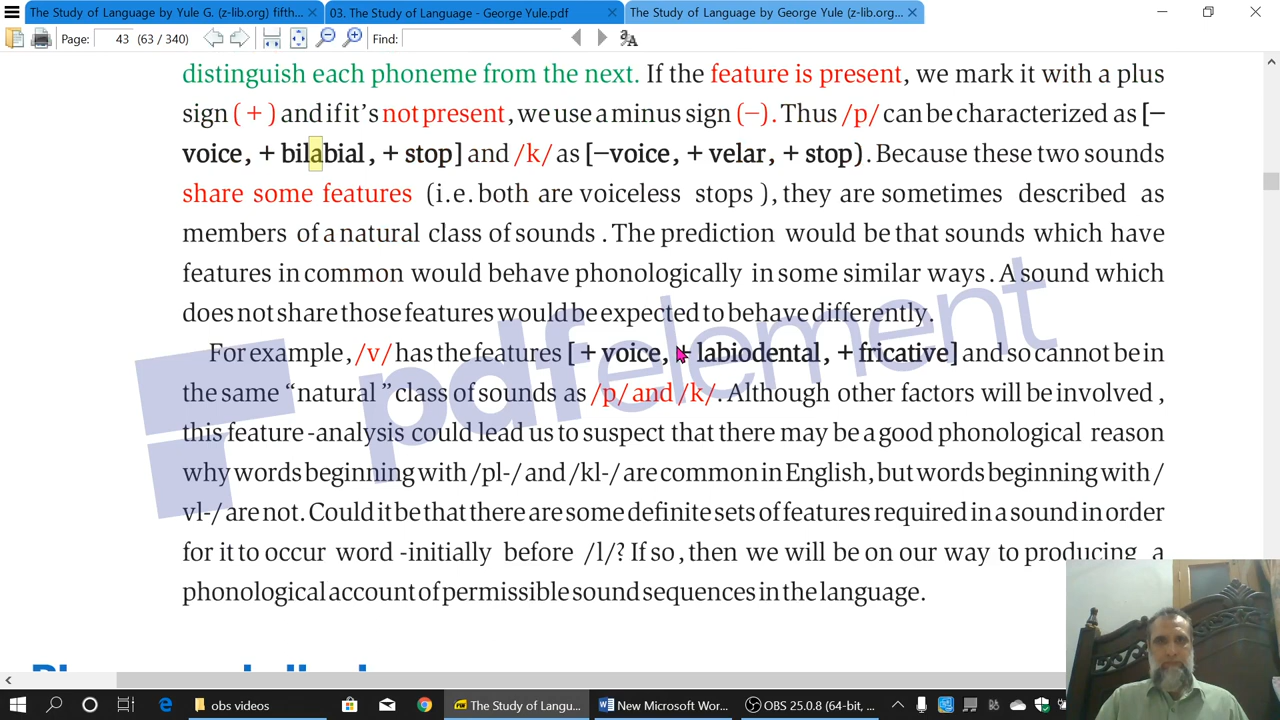 The Study of Language by Yule G. (z-lib.org) fifth...
03. The Study of Language - George Yule.pdf
The Study of Language by George Yule (z-lib.org...
Page: 43 (63 / 340) Find:
distinguish each phoneme from the next. If the feature is present, we mark it with a plus
sign ( + ) and if it’s not present, we use a minus sign (−). Thus /p/ can be characterized as [−
voice, + bilabial, + stop] and /k/ as [−voice, + velar, + stop). Because these two sounds
share some features (i.e. both are voiceless stops ), they are sometimes described as
members of a natural class of sounds . The prediction would be that sounds which have
features in common would behave phonologically in some similar ways . A sound which
does not share those features would be expected to behave differently.
For example, /v/ has the features [ + voice, + labiodental, + fricative] and so cannot be in
the same “natural ” class of sounds as /p/ and /k/. Although other factors will be involved ,
this feature -analysis could lead us to suspect that there may be a good phonological reason
why words beginning with /pl-/ and /kl-/ are common in English, but words beginning with /
vl-/ are not. Could it be that there are some definite sets of features required in a sound in order
for it to occur word -initially before /l/? If so, then we will be on our way to producing a
phonological account of permissible sound sequences in the language.
pdfelement
obs videos
The Study of Langu...
New Microsoft Wor...
OBS 25.0.8 (64-bit, ...